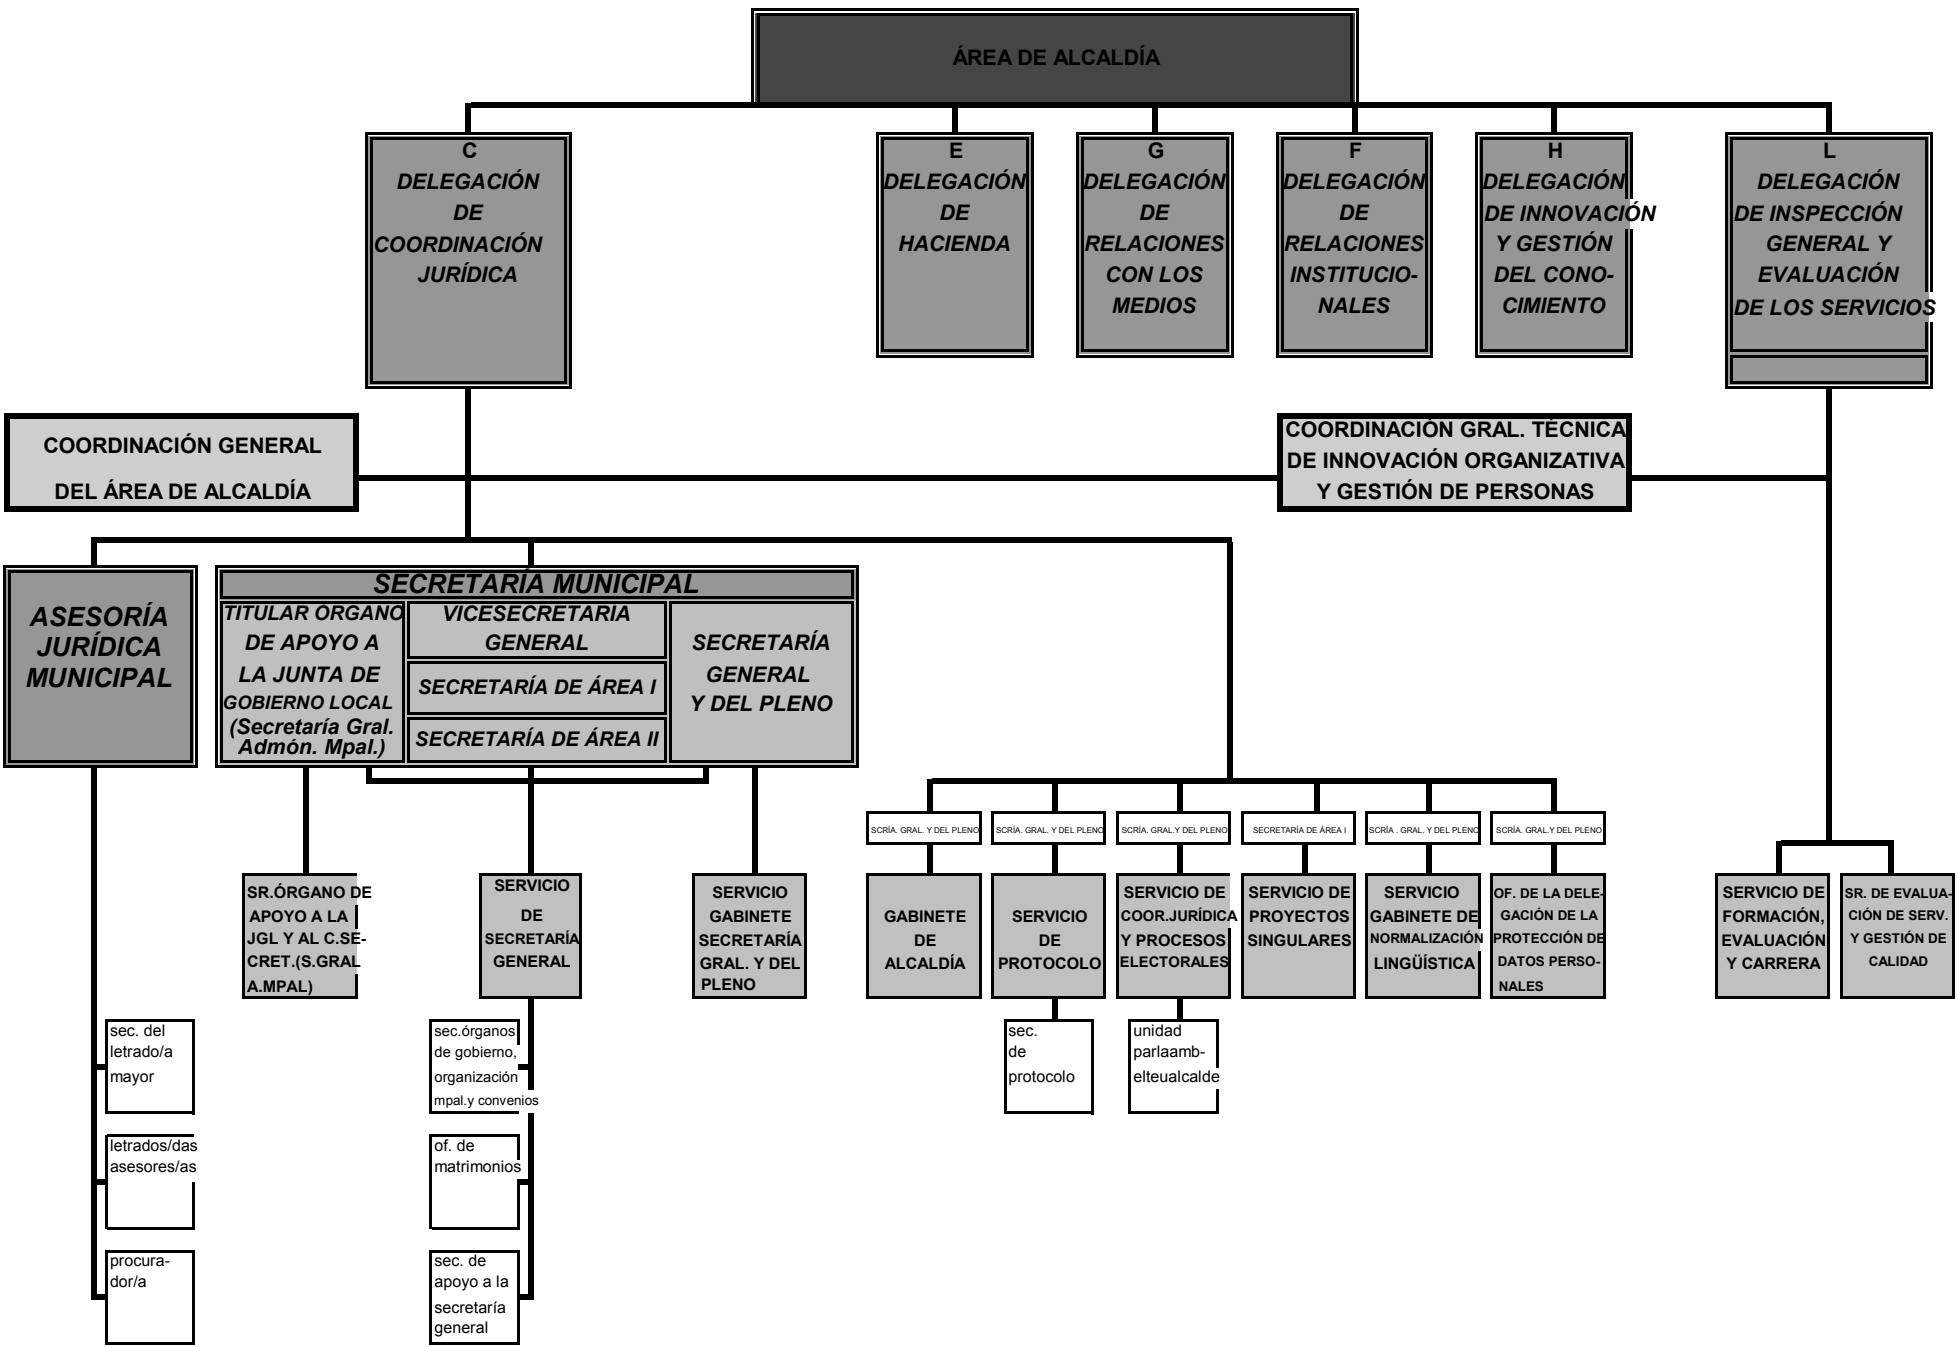 ÁREA DE ALCALDÍA
C
DELEGACIÓN
DE
COORDINACIÓN
JURÍDICA
E
DELEGACIÓN
DE
HACIENDA
G
DELEGACIÓN
DE
RELACIONES
CON LOS
MEDIOS
F
DELEGACIÓN
DE
RELACIONES
INSTITUCIO-
NALES
H
DELEGACIÓN
DE INNOVACIÓN
Y GESTIÓN
DEL CONO-
CIMIENTO
L
DELEGACIÓN
DE INSPECCIÓN
GENERAL Y
EVALUACIÓN
DE LOS SERVICIOS
COORDINACIÓN GENERAL
DEL ÁREA DE ALCALDÍA
COORDINACIÓN GRAL. TÉCNICA
DE INNOVACIÓN ORGANIZATIVA
Y GESTIÓN DE PERSONAS
ASESORÍA
JURÍDICA
MUNICIPAL
SECRETARÍA MUNICIPAL
TITULAR ORGANO
DE APOYO A
LA JUNTA DE
GOBIERNO LOCAL
(Secretaría Gral.
Admón. Mpal.)
VICESECRETARIA
GENERAL
SECRETARÍA DE ÁREA I
SECRETARÍA DE ÁREA II
SECRETARÍA
GENERAL
Y DEL PLENO
SCRÍA. GRAL. Y DEL PLENO
SCRÍA. GRAL. Y DEL PLENO
SCRÍA. GRAL.Y DEL PLENO
SECRETARÍA DE ÁREA I
SCRÍA . GRAL. Y DEL PLENO
SCRÍA. GRAL.Y DEL PLENO
SR.ÓRGANO DE
APOYO A LA
JGL Y AL C.SE-
CRET.(S.GRAL
A.MPAL)
SERVICIO
DE
SECRETARÍA
GENERAL
SERVICIO
GABINETE
SECRETARÍA
GRAL. Y DEL
PLENO
GABINETE
DE
ALCALDÍA
SERVICIO
DE
PROTOCOLO
SERVICIO DE
COOR.JURÍDICA
Y PROCESOS
ELECTORALES
SERVICIO DE
PROYECTOS
SINGULARES
SERVICIO
GABINETE DE
NORMALIZACIÓN
LINGÜÍSTICA
OF. DE LA DELE-
GACIÓN DE LA
PROTECCIÓN DE
DATOS PERSO-
NALES
SERVICIO DE
FORMACIÓN,
EVALUACIÓN
Y CARRERA
SR. DE EVALUA-
CIÓN DE SERV.
Y GESTIÓN DE
CALIDAD
sec. del
letrado/a
mayor
letrados/das
asesores/as
procura-
dor/a
sec.órganos
de gobierno,
organización
mpal.y convenios
of. de
matrimonios
sec. de
apoyo a la
secretaría
general
sec.
de
protocolo
unidad
parlaamb-
elteualcalde